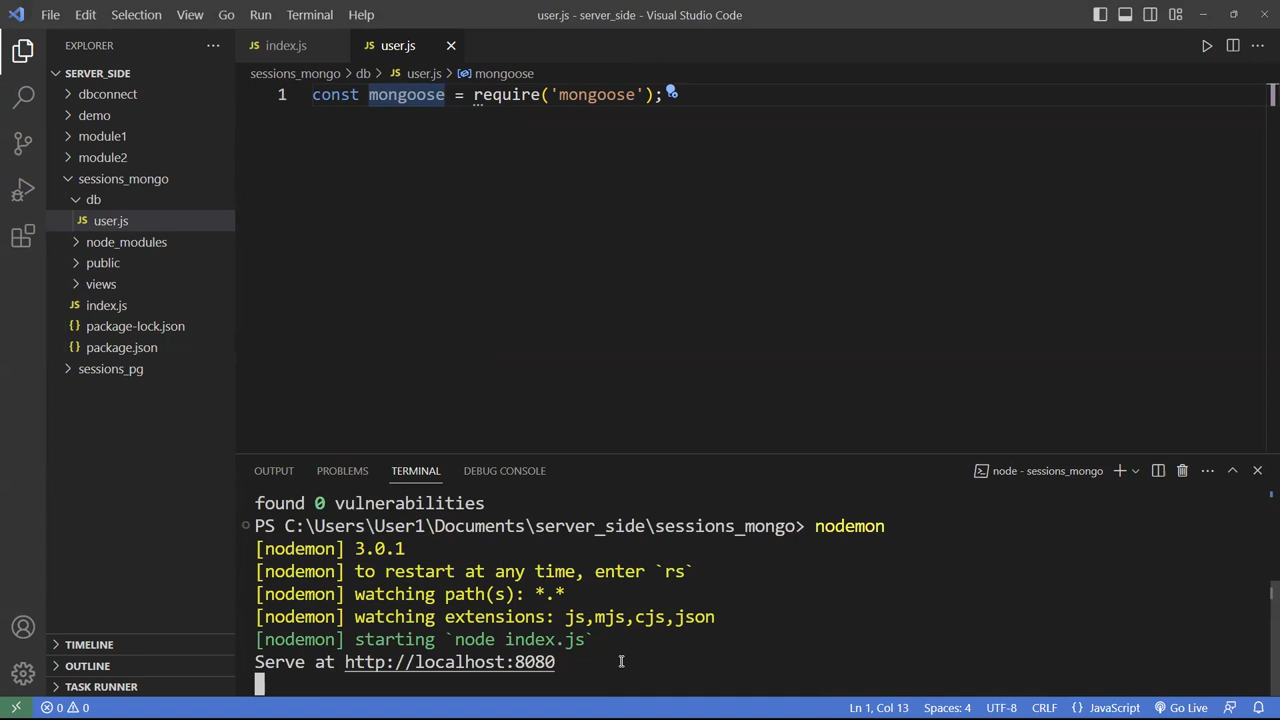 File Edit Selection View Go Run Terminal Help user.js - server_side - Visual Studio Code
EXPLORER
SERVER_SIDE
dbconnect
demo
module1
module2
sessions_mongo
db
JS user.js
node_modules
public
views
JS index.js
{} package-lock.json
{} package.json
sessions_pg
TIMELINE
OUTLINE
TASK RUNNER
JS index.js JS user.js
sessions_mongo > db > JS user.js > mongoose
1 const mongoose = require('mongoose');
OUTPUT PROBLEMS TERMINAL DEBUG CONSOLE node - sessions_mongo
found 0 vulnerabilities
PS C:\Users\User1\Documents\server_side\sessions_mongo> nodemon
[nodemon] 3.0.1
[nodemon] to restart at any time, enter `rs`
[nodemon] watching path(s): *.*
[nodemon] watching extensions: js,mjs,cjs,json
[nodemon] starting `node index.js`
Serve at http://localhost:8080
0 0 Ln 1, Col 13 Spaces: 4 UTF-8 CRLF {} JavaScript Go Live